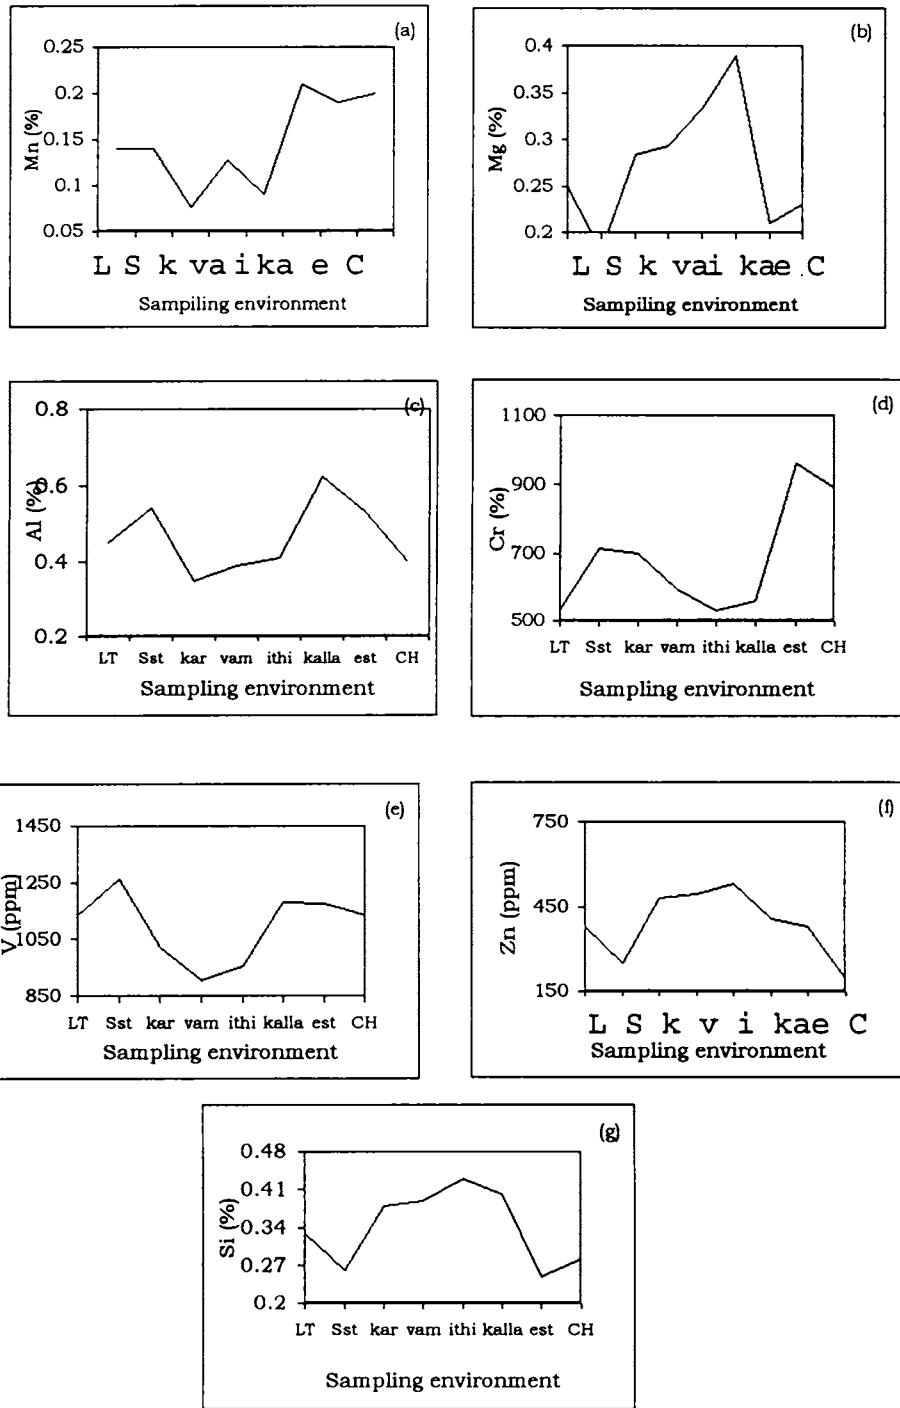 (a)
0.25
0.2
0.15
0.1
0.05
Mn (%)
L S k va i ka e C
Sampiling environment
(b)
0.4
0.35
0.3
0.25
0.2
Mg (%)
L S k vai kae C
Sampiling environment
(c)
0.8
0.6
0.4
0.2
Al (%)
LT Sst kar vam ithi kalla est CH
Sampling environment
(d)
1100
900
700
500
Cr (%)
LT Sst kar vam ithi kalla est CH
Sampling environment
(e)
1450
1250
1050
850
V (ppm)
LT Sst kar vam ithi kalla est CH
Sampling environment
(f)
750
450
150
Zn (ppm)
L S k v i kae C
Sampling environment
(g)
0.48
0.41
0.34
0.27
0.2
Si (%)
LT Sst kar vam ithi kalla est CH
Sampling environment